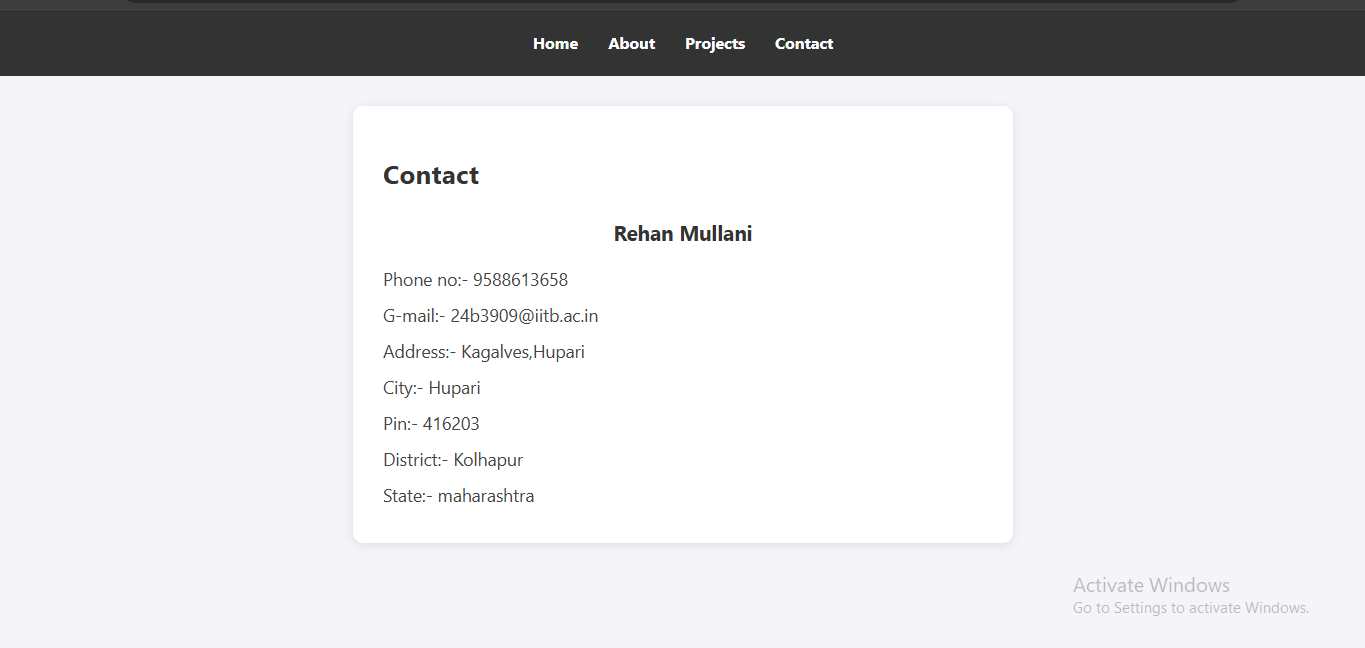 Home About Projects Contact
Contact
Rehan Mullani
Phone no:- 9588613658
G-mail:- 24b3909@iitb.ac.in
Address:- Kagalves,Hupari
City:- Hupari
Pin:- 416203
District:- Kolhapur
State:- maharashtra
Activate Windows
Go to Settings to activate Windows.